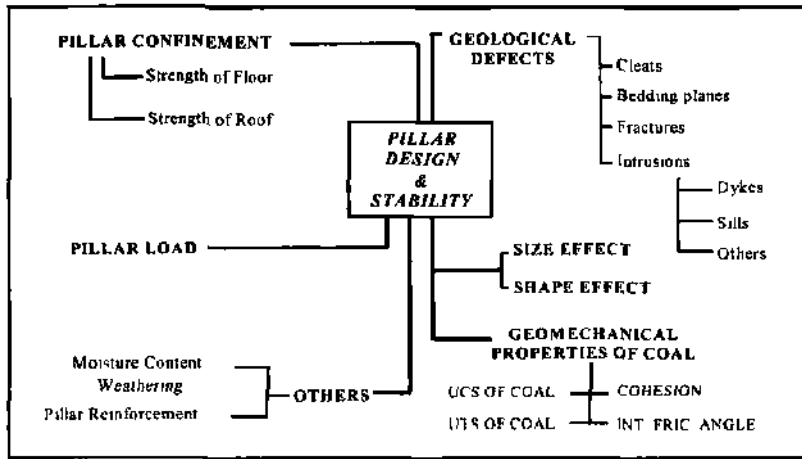 PILLAR CONFINEMENT
Strength of Floor
Strength of Roof
GEOLOGICAL
DEFECTS
Cleats
Bedding planes
Fractures
Intrusions
Dykes
Sills
Others
PILLAR
DESIGN
&
STABILITY
PILLAR LOAD
SIZE EFFECT
SHAPE EFFECT
GEOMECHANICAL
PROPERTIES OF COAL
UCS OF COAL
COHESION
UTS OF COAL
INT FRIC ANGLE
Moisture Content
Weathering
Pillar Reinforcement
OTHERS